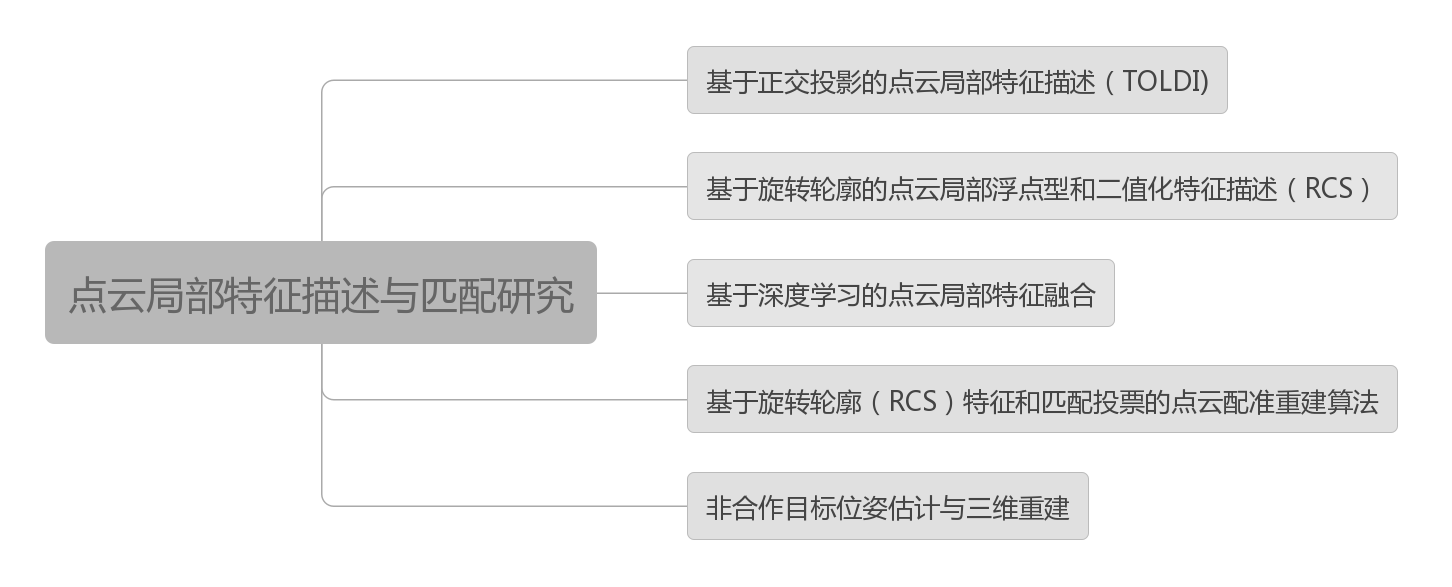 基于正交投影的点云局部特征描述（TOLDI)
基于旋转轮廓的点云局部浮点型和二值化特征描述（RCS）
点云局部特征描述与匹配研究
基于深度学习的点云局部特征融合
基于旋转轮廓（RCS）特征和匹配投票的点云配准重建算法
非合作目标位姿估计与三维重建